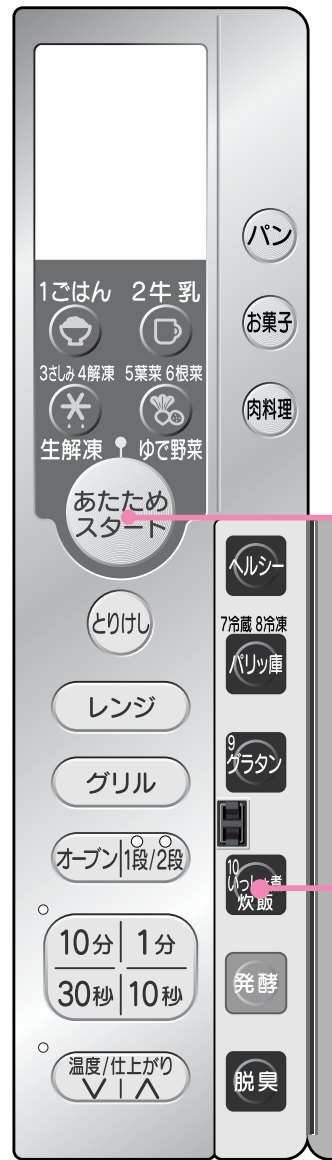 パン
1ごはん 2牛乳
お菓子
3さしみ 4解凍 5葉菜 6根菜
肉料理
生解凍 ゆで野菜
あたため
スタート
ヘルシー
とりけし
7冷蔵 8冷凍
パリッ庫
レンジ
9
グラタン
グリル
オーブン 1段/2段
10
炊飯
10分 1分
30秒 10秒
発酵
温度/仕上がり
脱臭